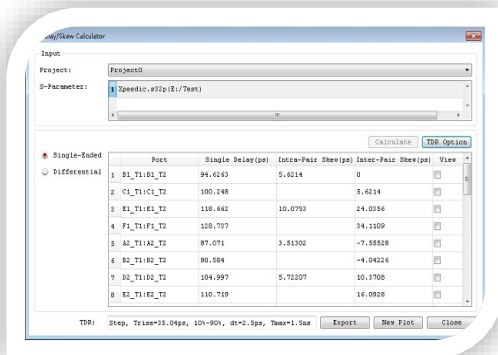 /Skew Calculator
Input
Project: Project0
S-Parameter: 1 Xpeedic.s32p(E:/Test)
Calculate TDR Option
Single-Ended
Differential
Port Single Delay(ps) Intra-Pair Skew(ps) Inter-Pair Skew(ps) View
1 B1_T1:B1_T2 94.6263 5.6214 0
2 C1_T1:C1_T2 100.248 5.6214
3 E1_T1:E1_T2 118.662 10.0753 24.0356
4 F1_T1:F1_T2 128.737 34.1109
5 A2_T1:A2_T2 87.071 3.51302 -7.55528
6 B2_T1:B2_T2 90.584 -4.04226
7 D2_T1:D2_T2 104.997 5.72207 10.3708
8 E2_T1:E2_T2 110.719 16.0928
TDR: Step, Trise=35.04ps, 10%-90%, dt=2.5ps, Tmax=1.5ns Export New Plot Close